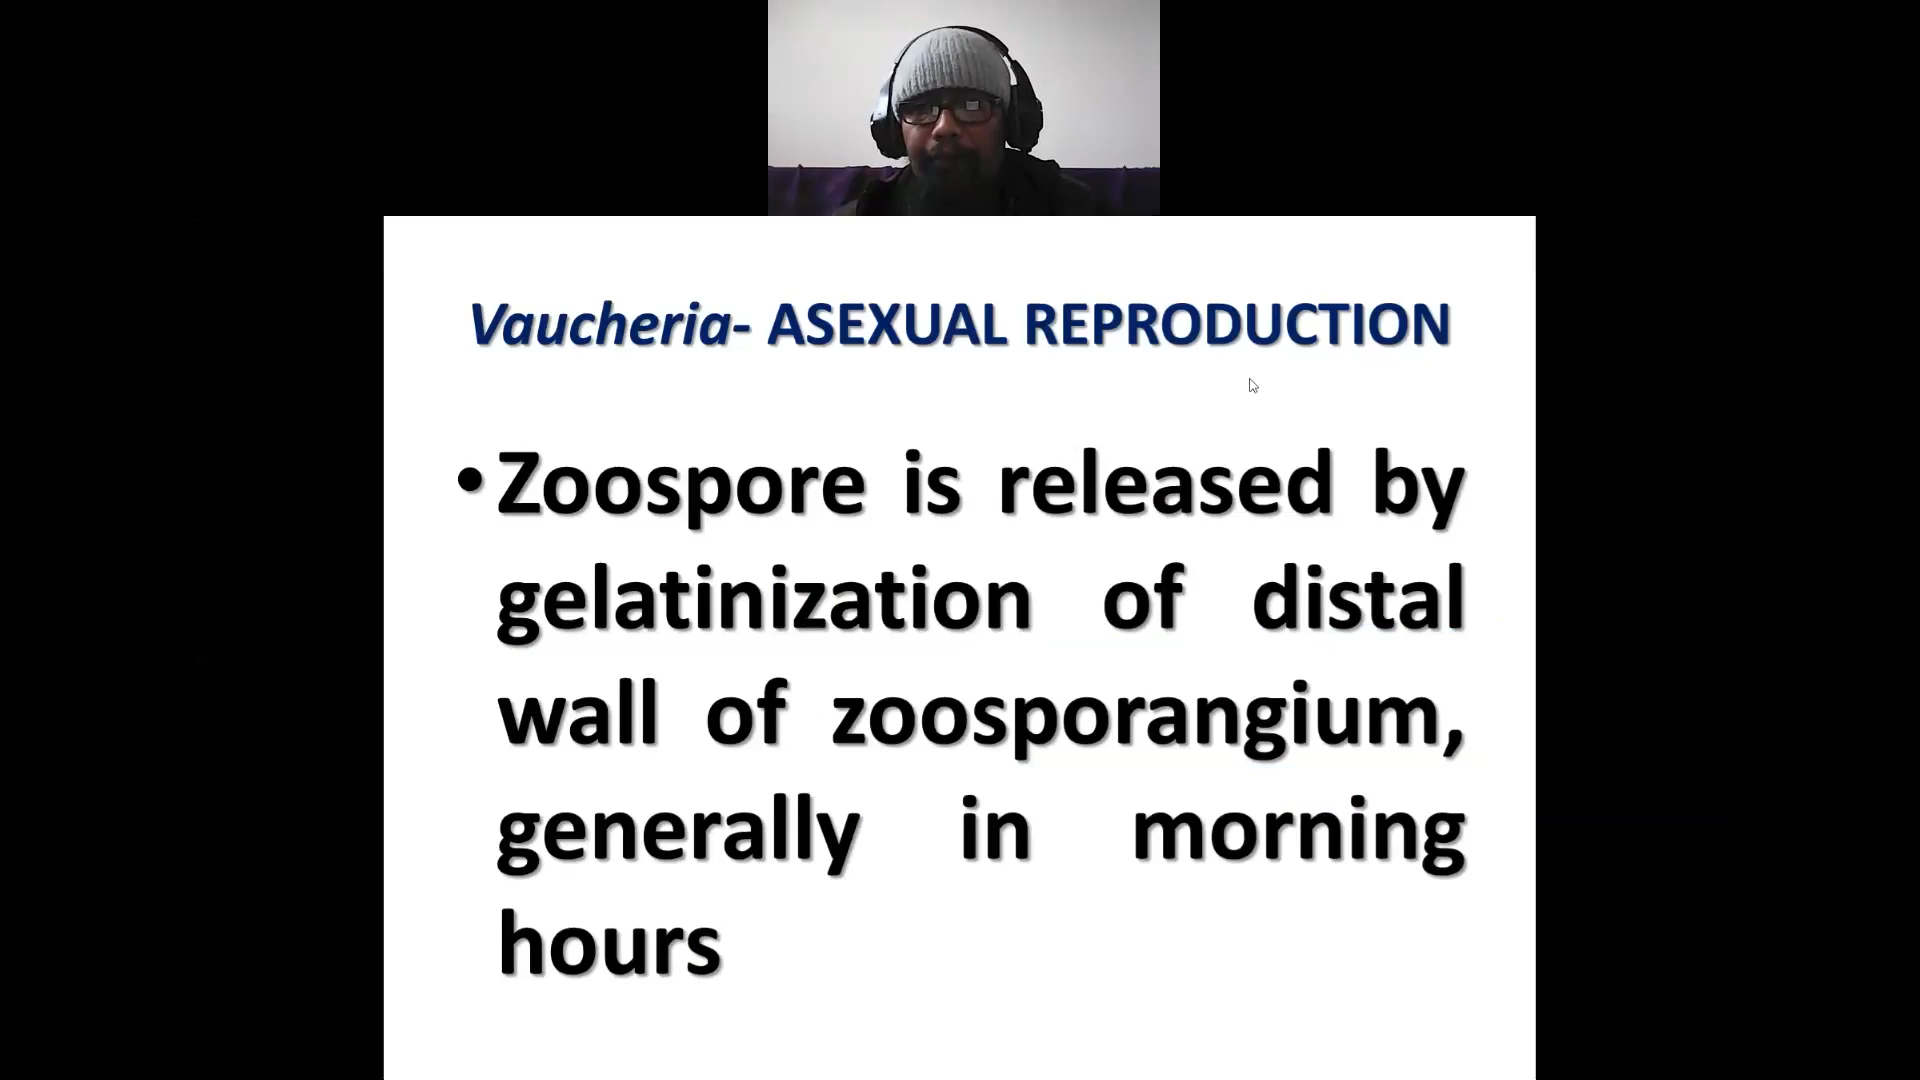 Vaucheria- ASEXUAL REPRODUCTION
•Zoospore is released by
gelatinization of distal
wall of zoosporangium,
generally in morning
hours